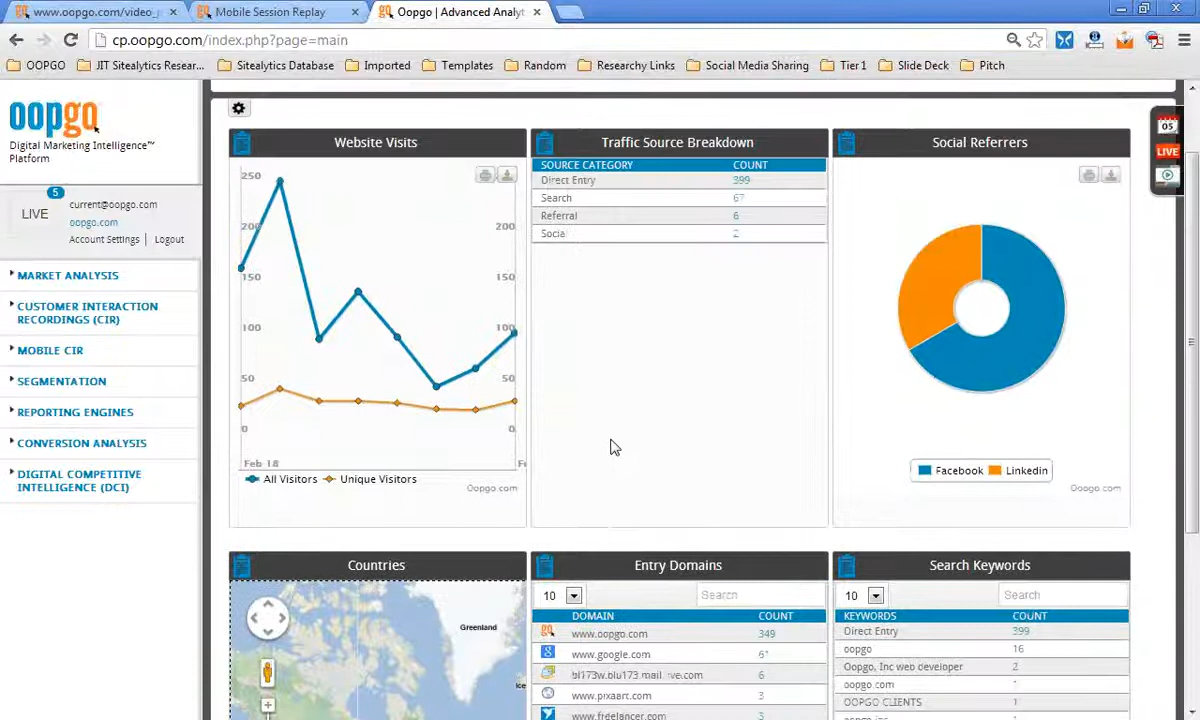 www.oopgo.com/video_
Mobile Session Replay
Oopgo | Advanced Analyt
cp.oopgo.com/index.php?page=main
OOPGO
JIT Sitealytics Resear...
Sitealytics Database
Imported
Templates
Random
Researchy Links
Social Media Sharing
Tier 1
Slide Deck
Pitch
oopgo
Digital Marketing Intelligence™
Platform
5
LIVE
current@oopgo.com
oopgo.com
Account Settings | Logout
MARKET ANALYSIS
CUSTOMER INTERACTION
RECORDINGS (CIR)
MOBILE CIR
SEGMENTATION
REPORTING ENGINES
CONVERSION ANALYSIS
DIGITAL COMPETITIVE
INTELLIGENCE (DCI)
05
LIVE
Website Visits
250
200 200
150 150
100 100
50 50
0 0
Feb 18
All Visitors Unique Visitors
Oopgo.com
Traffic Source Breakdown
SOURCE CATEGORY COUNT
Direct Entry 399
Search 67
Referral 6
Social 2
Social Referrers
Facebook Linkedin
Oopgo.com
Countries
Greenland
Ice
Entry Domains
10 Search
DOMAIN COUNT
www.oopgo.com 349
www.google.com 61
6
www.pixaart.com 3
www.freelancer.com 3
Search Keywords
10 Search
KEYWORDS COUNT
Direct Entry 399
oopgo 16
Oopgo, Inc web developer 2
oopgo.com 1
OOPGO CLIENTS 1